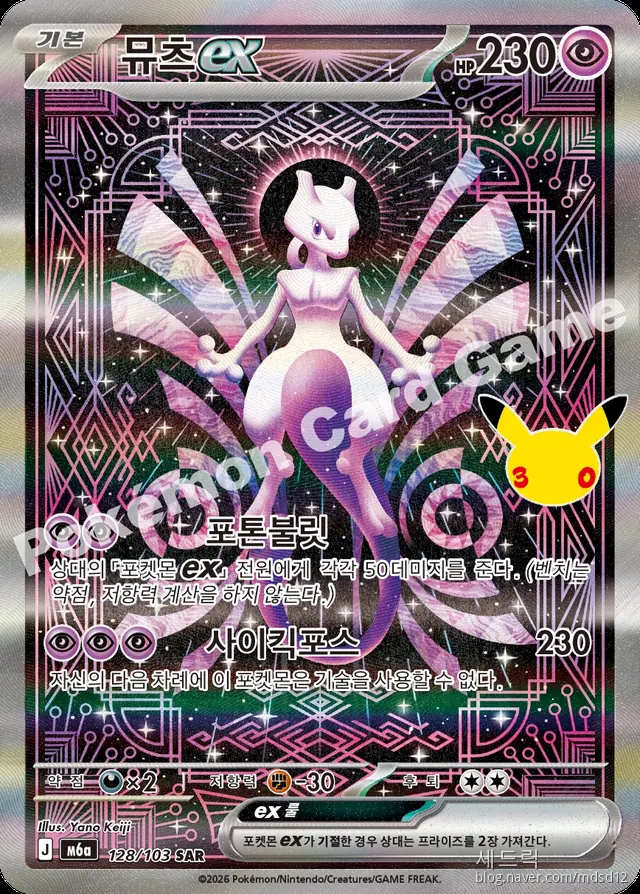 기본 뮤츠 ex HP 230
Pokémon Card Game
3 0
포톤불릿
상대의 「포켓몬 ex」 전원에게 각각 50데미지를 준다. (벤치는
약점, 저항력 계산을 하지 않는다.)
사이킥포스 230
자신의 다음 차례에 이 포켓몬은 기술을 사용할 수 없다.
약점 ×2 저항력 -30 후퇴
ex 룰
포켓몬 ex가 기절한 경우 상대는 프라이즈를 2장 가져간다.
Illus. Yano Keiji
J m6a 128/103 SAR
©2026 Pokémon/Nintendo/Creatures/GAME FREAK.
세드릭
blog.naver.com/mdsd12